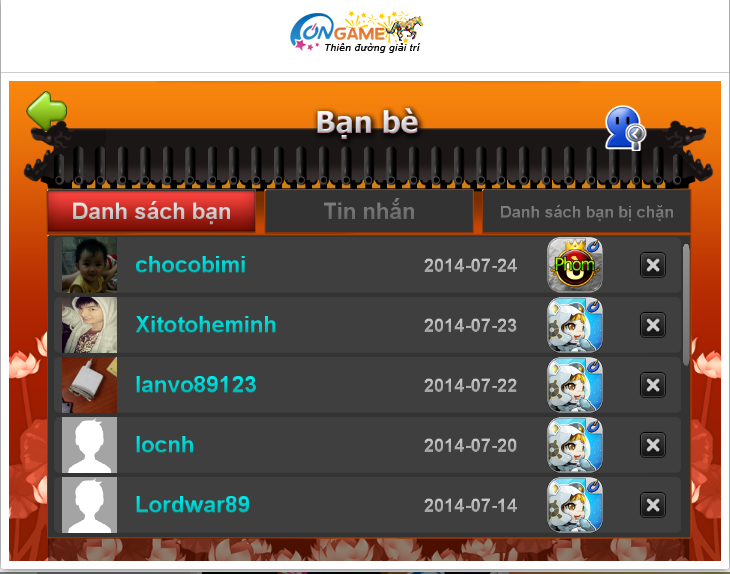 ONGAME
Thiên đường giải trí
Bạn bè
Danh sách bạn
Tin nhắn
Danh sách bạn bị chặn
chocobimi 2014-07-24 Phỏm
Xitotoheminh 2014-07-23
lanvo89123 2014-07-22
locnh 2014-07-20
Lordwar89 2014-07-14